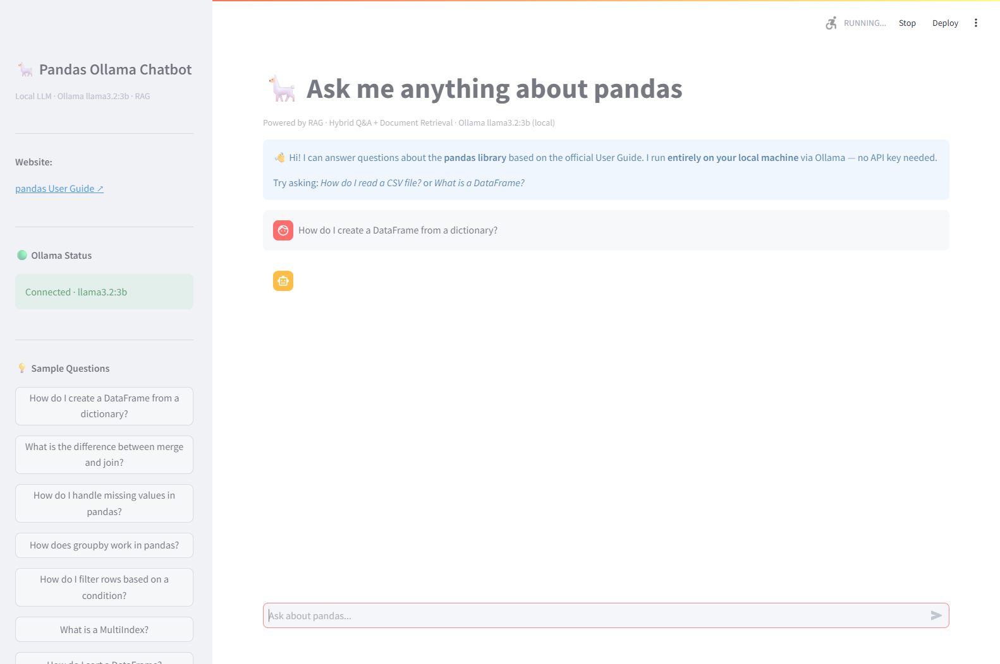 Pandas Ollama Chatbot
Local LLM · Ollama llama3.2:3b · RAG
Website:
pandas User Guide ↗
Ollama Status
Connected · llama3.2:3b
Sample Questions
How do I create a DataFrame from a
dictionary?
What is the difference between merge
and join?
How do I handle missing values in
pandas?
How does groupby work in pandas?
How do I filter rows based on a
condition?
What is a MultiIndex?
How do I sort a DataFrame?
RUNNING...
Stop
Deploy
Ask me anything about pandas
Powered by RAG · Hybrid Q&A + Document Retrieval · Ollama llama3.2:3b (local)
Hi! I can answer questions about the pandas library based on the official User Guide. I run entirely on your local machine via Ollama — no API key needed.
Try asking: How do I read a CSV file? or What is a DataFrame?
How do I create a DataFrame from a dictionary?
Ask about pandas...